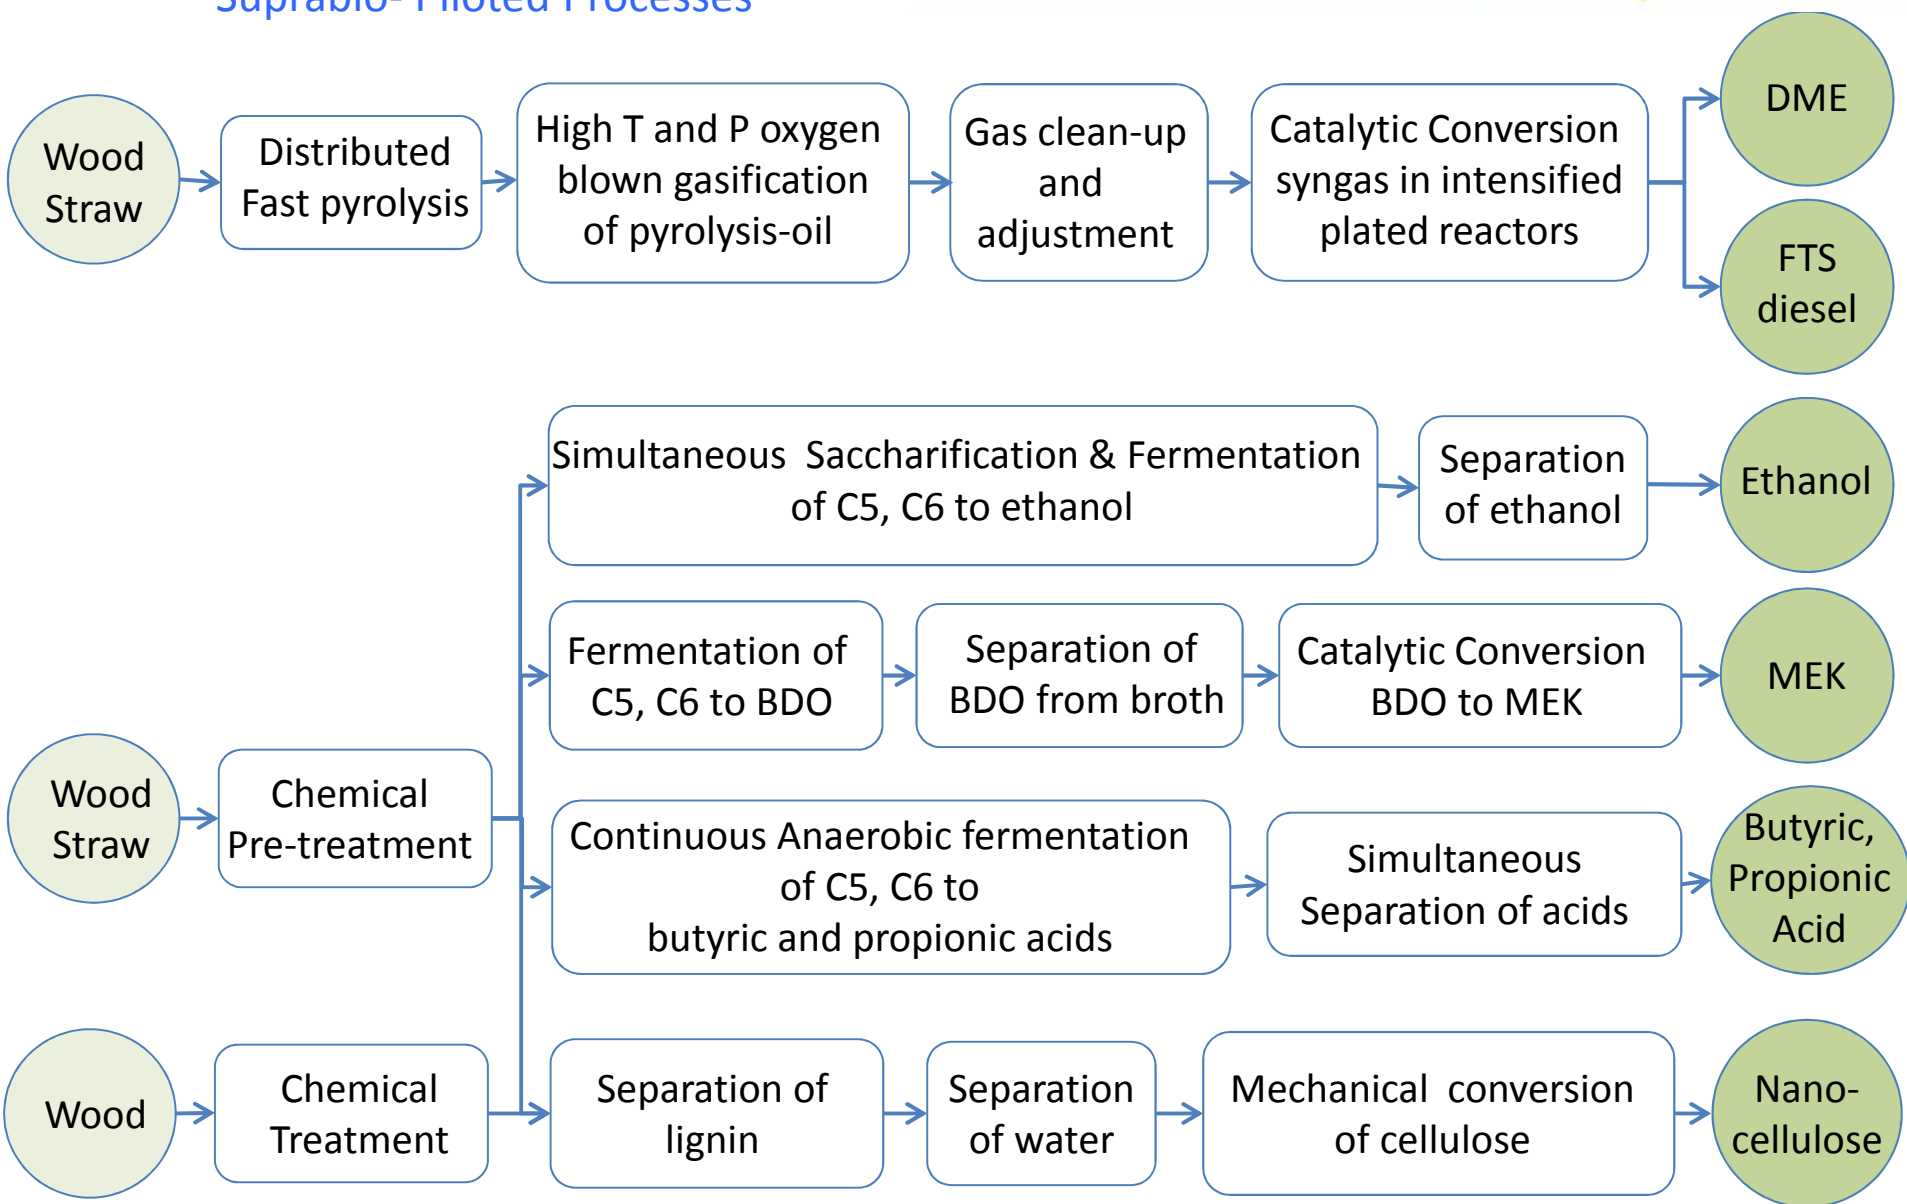 Suprabio- Piloted Processes
Wood
Straw
Distributed
Fast pyrolysis
High T and P oxygen
blown gasification
of pyrolysis-oil
Gas clean-up
and
adjustment
Catalytic Conversion
syngas in intensified
plated reactors
DME
FTS
diesel
Simultaneous Saccharification & Fermentation
of C5, C6 to ethanol
Separation
of ethanol
Ethanol
Fermentation of
C5, C6 to BDO
Separation of
BDO from broth
Catalytic Conversion
BDO to MEK
MEK
Wood
Straw
Chemical
Pre-treatment
Continuous Anaerobic fermentation
of C5, C6 to
butyric and propionic acids
Simultaneous
Separation of acids
Butyric,
Propionic
Acid
Wood
Chemical
Treatment
Separation of
lignin
Separation
of water
Mechanical conversion
of cellulose
Nano-
cellulose